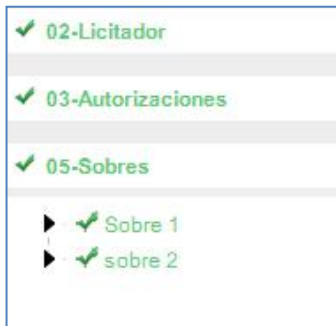 02-Licitador
03-Autorizaciones
05-Sobres
Sobre 1
sobre 2